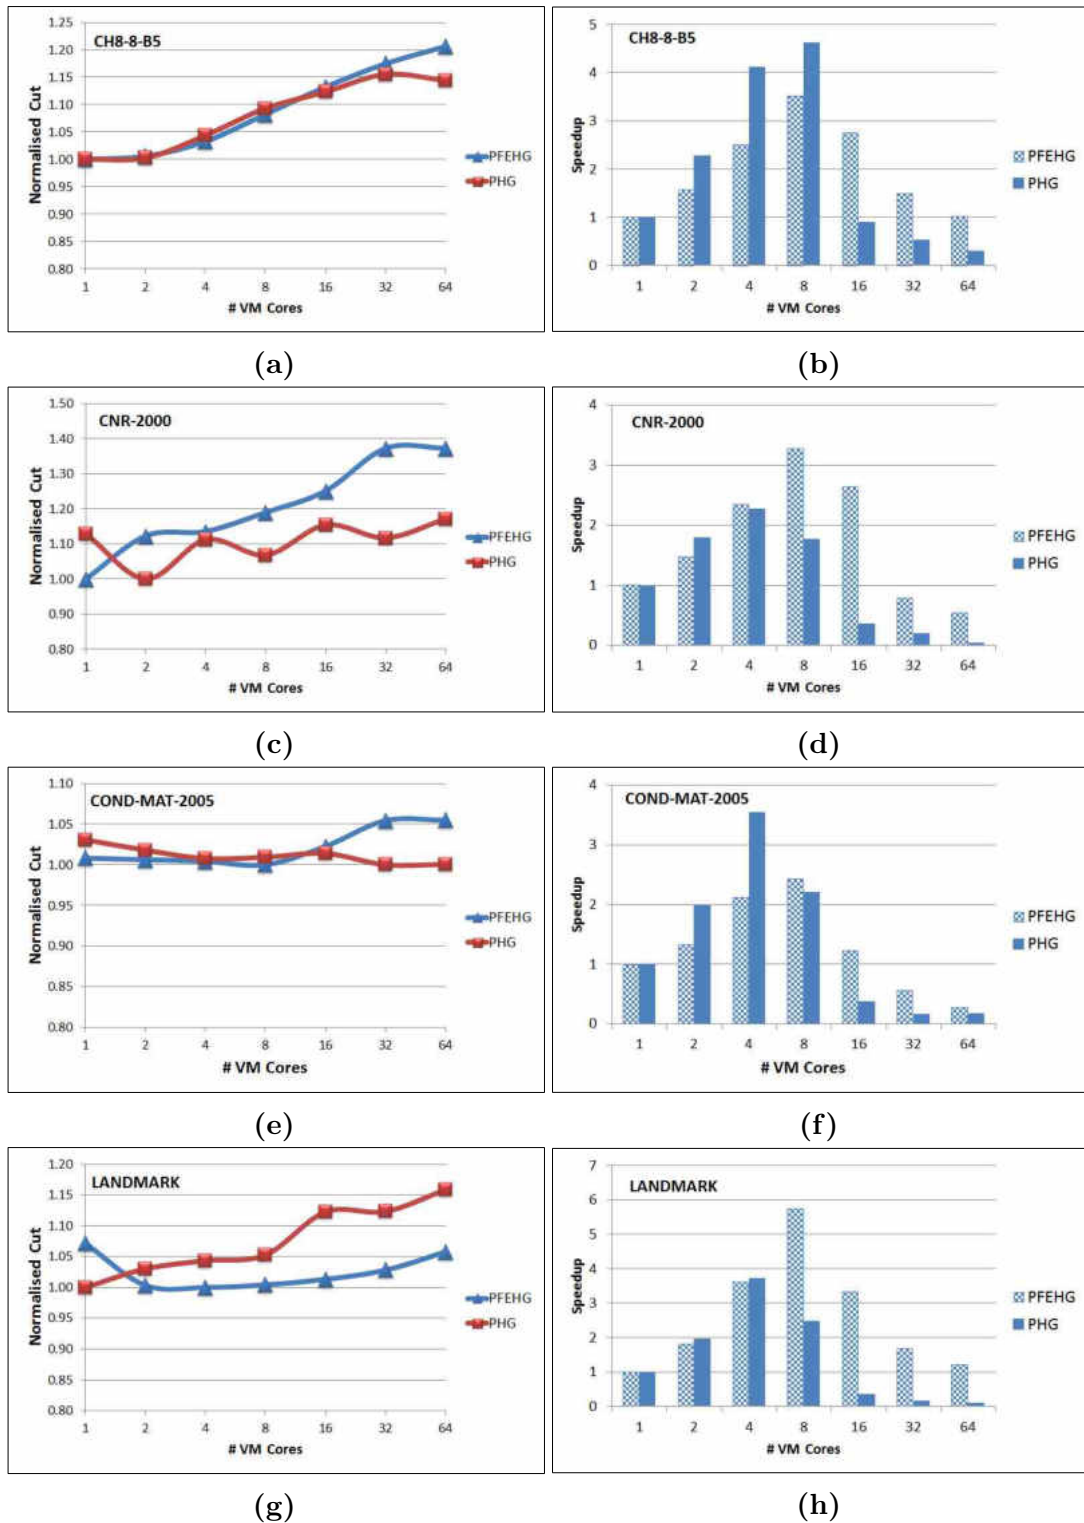 CH8-8-B5
Normalised Cut
1.25
1.20
1.15
1.10
1.05
1.00
0.95
0.90
0.85
0.80
1 2 4 8 16 32 64
# VM Cores
PFEHG
PHG
(a)
CH8-8-B5
Speedup
5
4
3
2
1
0
1 2 4 8 16 32 64
# VM Cores
PFEHG
PHG
(b)
CNR-2000
Normalised Cut
1.50
1.40
1.30
1.20
1.10
1.00
0.90
0.80
1 2 4 8 16 32 64
# VM Cores
PFEHG
PHG
(c)
CNR-2000
Speedup
4
3
2
1
0
1 2 4 8 16 32 64
# VM Cores
PFEHG
PHG
(d)
COND-MAT-2005
Normalised Cut
1.10
1.05
1.00
0.95
0.90
0.85
0.80
1 2 4 8 16 32 64
# VM Cores
PFEHG
PHG
(e)
COND-MAT-2005
Speedup
4
3
2
1
0
1 2 4 8 16 32 64
# VM Cores
PFEHG
PHG
(f)
LANDMARK
Normalised Cut
1.20
1.15
1.10
1.05
1.00
0.95
0.90
0.85
0.80
1 2 4 8 16 32 64
# VM Cores
PFEHG
PHG
(g)
LANDMARK
Speedup
7
6
5
4
3
2
1
0
1 2 4 8 16 32 64
# VM Cores
PFEHG
PHG
(h)